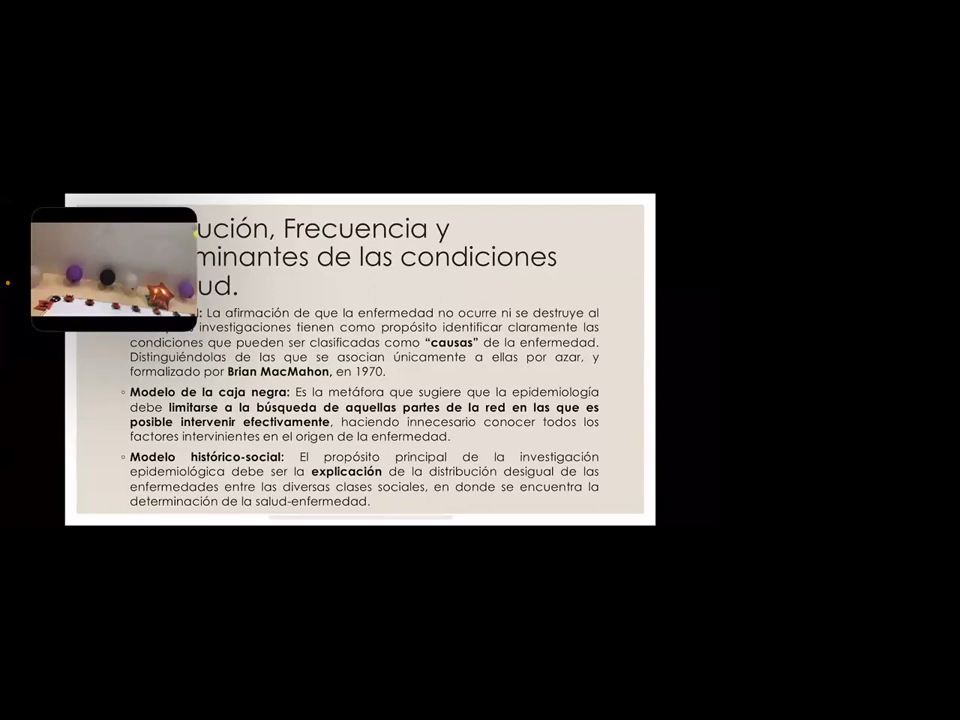 ución, Frecuencia y
minantes de las condiciones
ud.
: La afirmación de que la enfermedad no ocurre ni se destruye al
investigaciones tienen como propósito identificar claramente las
condiciones que pueden ser clasificadas como “causas” de la enfermedad.
Distinguiéndolas de las que se asocian únicamente a ellas por azar, y
formalizado por Brian MacMahon, en 1970.
◦ Modelo de la caja negra: Es la metáfora que sugiere que la epidemiología
debe limitarse a la búsqueda de aquellas partes de la red en las que es
posible intervenir efectivamente, haciendo innecesario conocer todos los
factores intervinientes en el origen de la enfermedad.
◦ Modelo histórico-social: El propósito principal de la investigación
epidemiológica debe ser la explicación de la distribución desigual de las
enfermedades entre las diversas clases sociales, en donde se encuentra la
determinación de la salud-enfermedad.